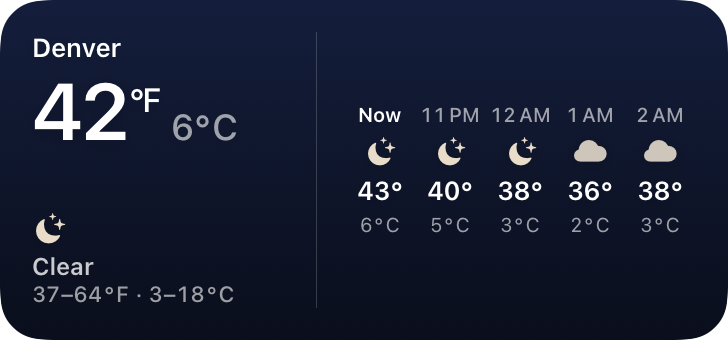 Denver
42°F 6°C
Clear
37–64°F · 3–18°C
Now 11 PM 12 AM 1 AM 2 AM
43° 40° 38° 36° 38°
6°C 5°C 3°C 2°C 3°C